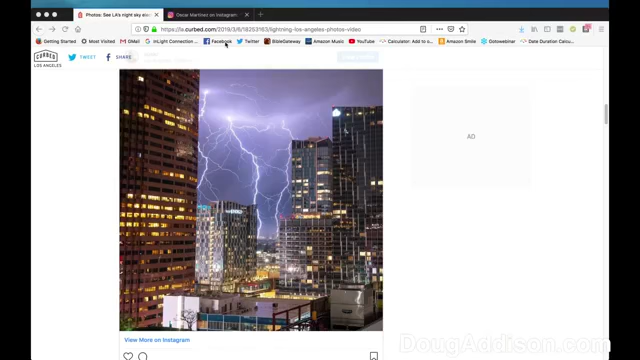 Photos: See LA's night sky elec
Oscar Martinez on Instagram
https://la.curbed.com/2019/3/6/18253163/lightning-los-angeles-photos-video
Getting Started
Most Visited
GMail
inLight Connection ...
Facebook
Twitter
BibleGateway
Amazon Music
YouTube
Calculator: Add to o...
Amazon Smile
Gotowebinar
Date Duration Calcu...
CURBED
LOS ANGELES
TWEET
SHARE
AD
View More on Instagram
DougAddison.com